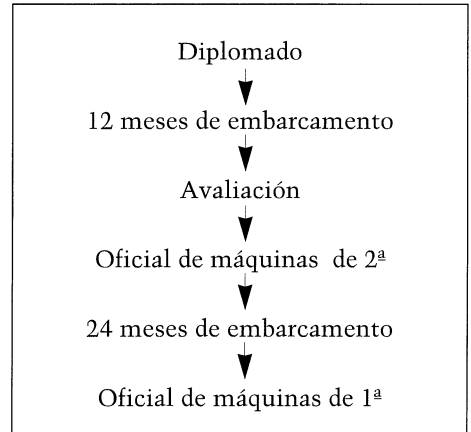 Diplomado
12 meses de embarcamento
Avaliación
Oficial de máquinas de 2ª
24 meses de embarcamento
Oficial de máquinas de 1ª